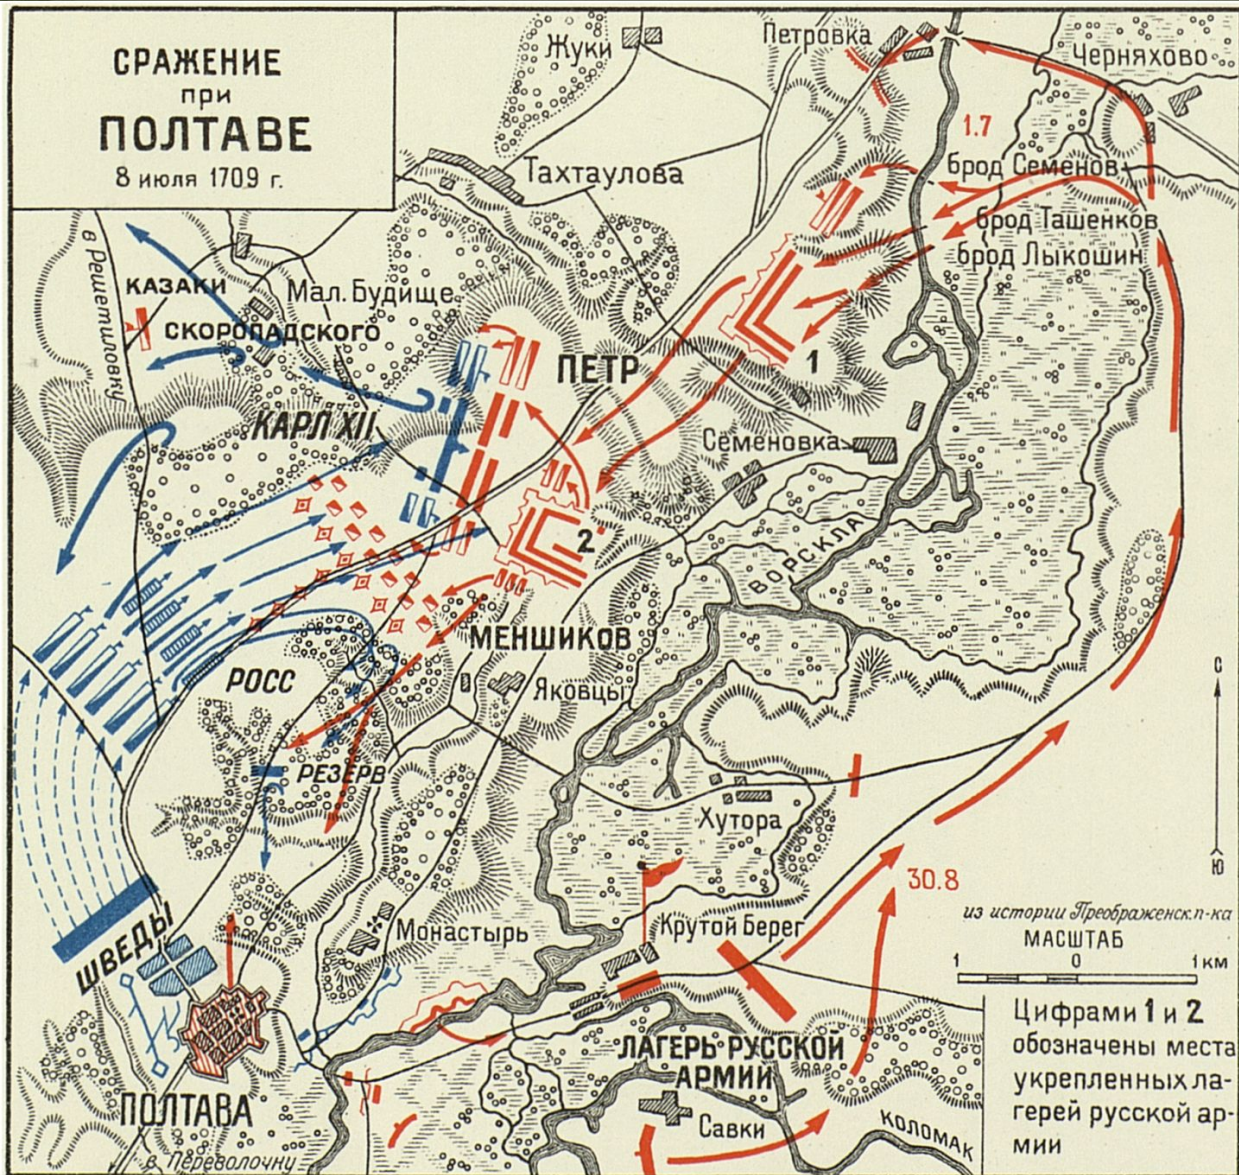 СРАЖЕНИЕ
при
ПОЛТАВЕ
8 июля 1709 г.
Жуки
Петровка
Черняхово
1.7
Тахтаулова
брод Семенов
брод Ташенков
брод Лыкошин
в Решетиловку
КАЗАКИ
СКОРОПАДСКОГО
Мал. Будище
ПЕТР
1
КАРЛ XII
Семеновка
2
ВОРСКЛА
МЕНШИКОВ
РОСС
Яковцы
РЕЗЕРВ
С
Ю
Хутора
30.8
ШВЕДЫ
Монастырь
Крутой Берег
из истории Преображенск.п-ка
МАСШТАБ
1 0 1 км
ЛАГЕРЬ РУССКОЙ
АРМИИ
ПОЛТАВА
Савки
КОЛОМАК
в Переволочну
Цифрами 1 и 2
обозначены места
укрепленных ла-
герей русской ар-
мии